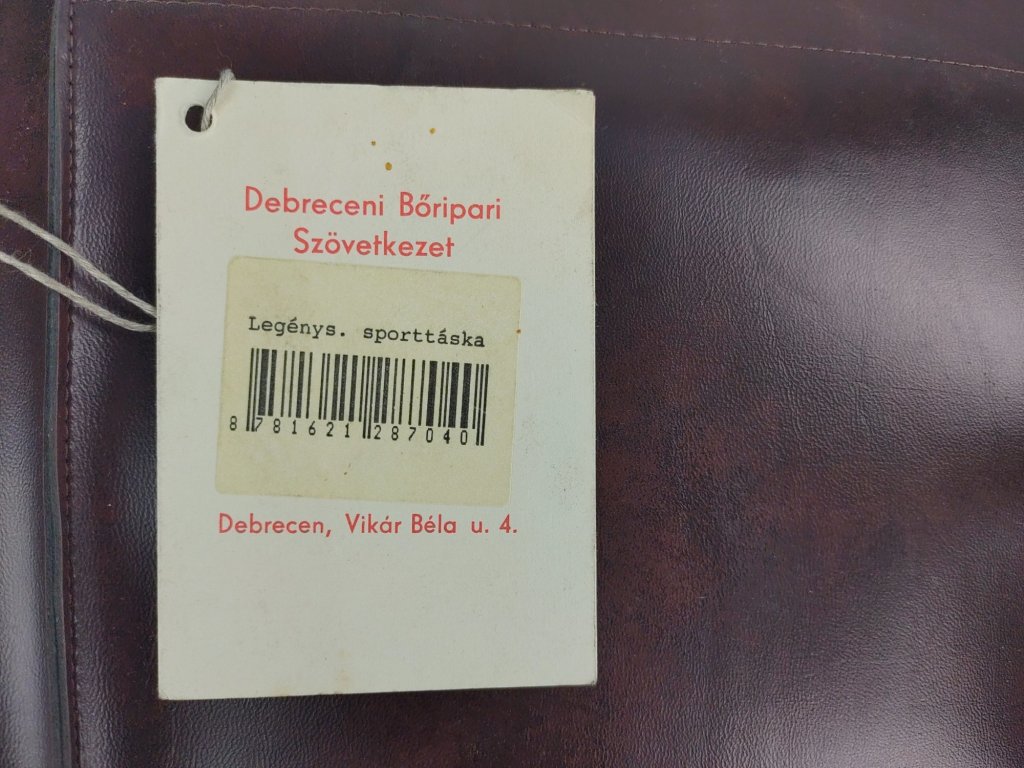 Debreceni Bőripari
Szövetkezet
Legénys. sporttáska
8 781621 287040
Debrecen, Vikár Béla u. 4.